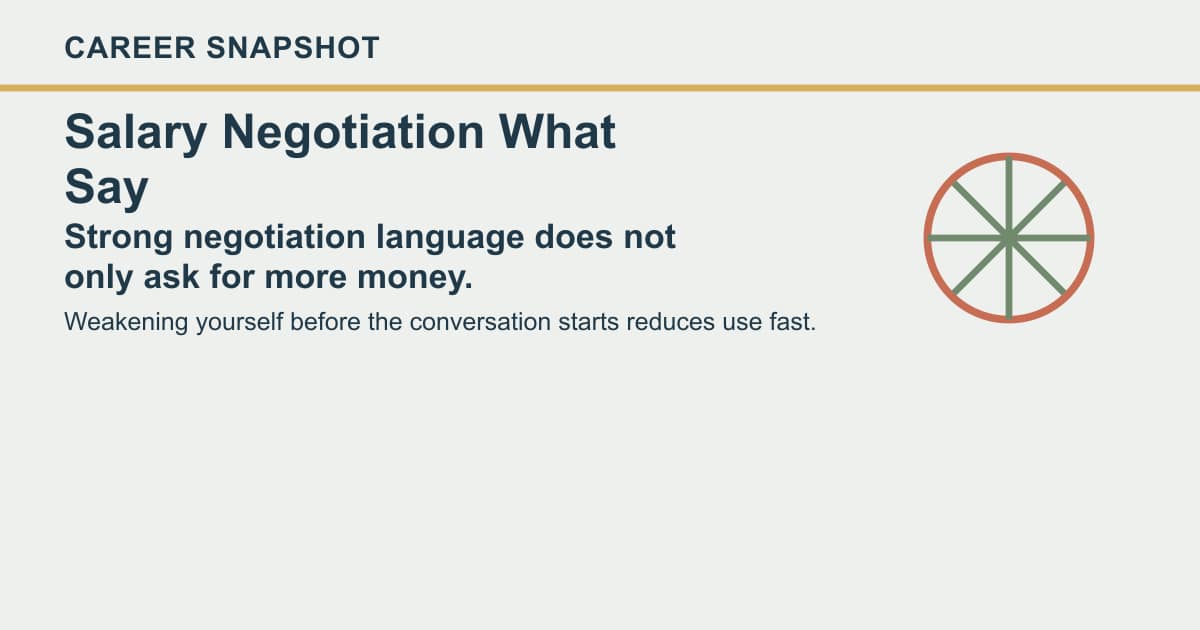 CAREER SNAPSHOT
Salary Negotiation What
Say
Strong negotiation language does not
only ask for more money.
Weakening yourself before the conversation starts reduces use fast.